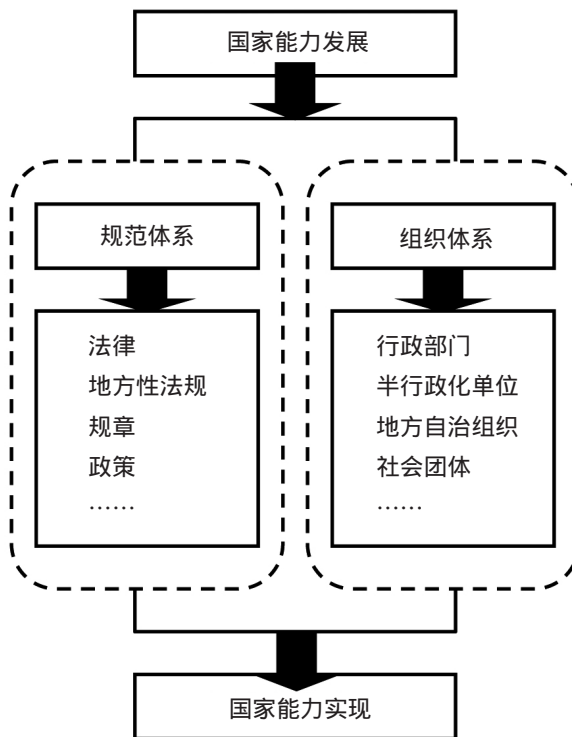 国家能力发展
规范体系
法律
地方性法规
规章
政策
……
组织体系
行政部门
半行政化单位
地方自治组织
社会团体
……
国家能力实现